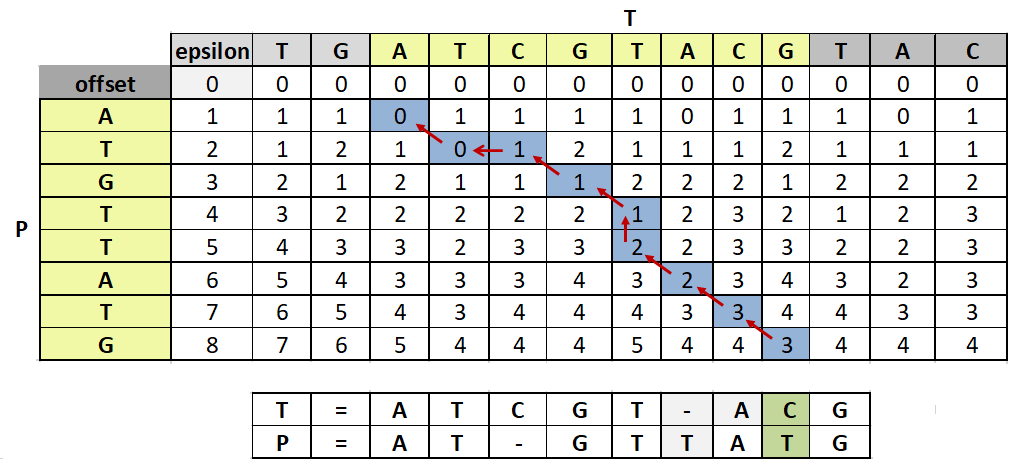 T
epsilon T G A T C G T A C G T A C
offset 0 0 0 0 0 0 0 0 0 0 0 0 0 0
A 1 1 1 0 1 1 1 1 0 1 1 1 0 1
T 2 1 2 1 0 1 2 1 1 1 2 1 1 1
G 3 2 1 2 1 1 1 2 2 2 1 2 2 2
P
T 4 3 2 2 2 2 2 1 2 3 2 1 2 3
T 5 4 3 3 2 3 3 2 2 3 3 2 2 3
A 6 5 4 3 3 3 4 3 2 3 4 3 2 3
T 7 6 5 4 3 4 4 4 3 3 4 4 3 3
G 8 7 6 5 4 4 4 5 4 4 3 4 4 4
T = A T C G T - A C G
P = A T - G T T A T G